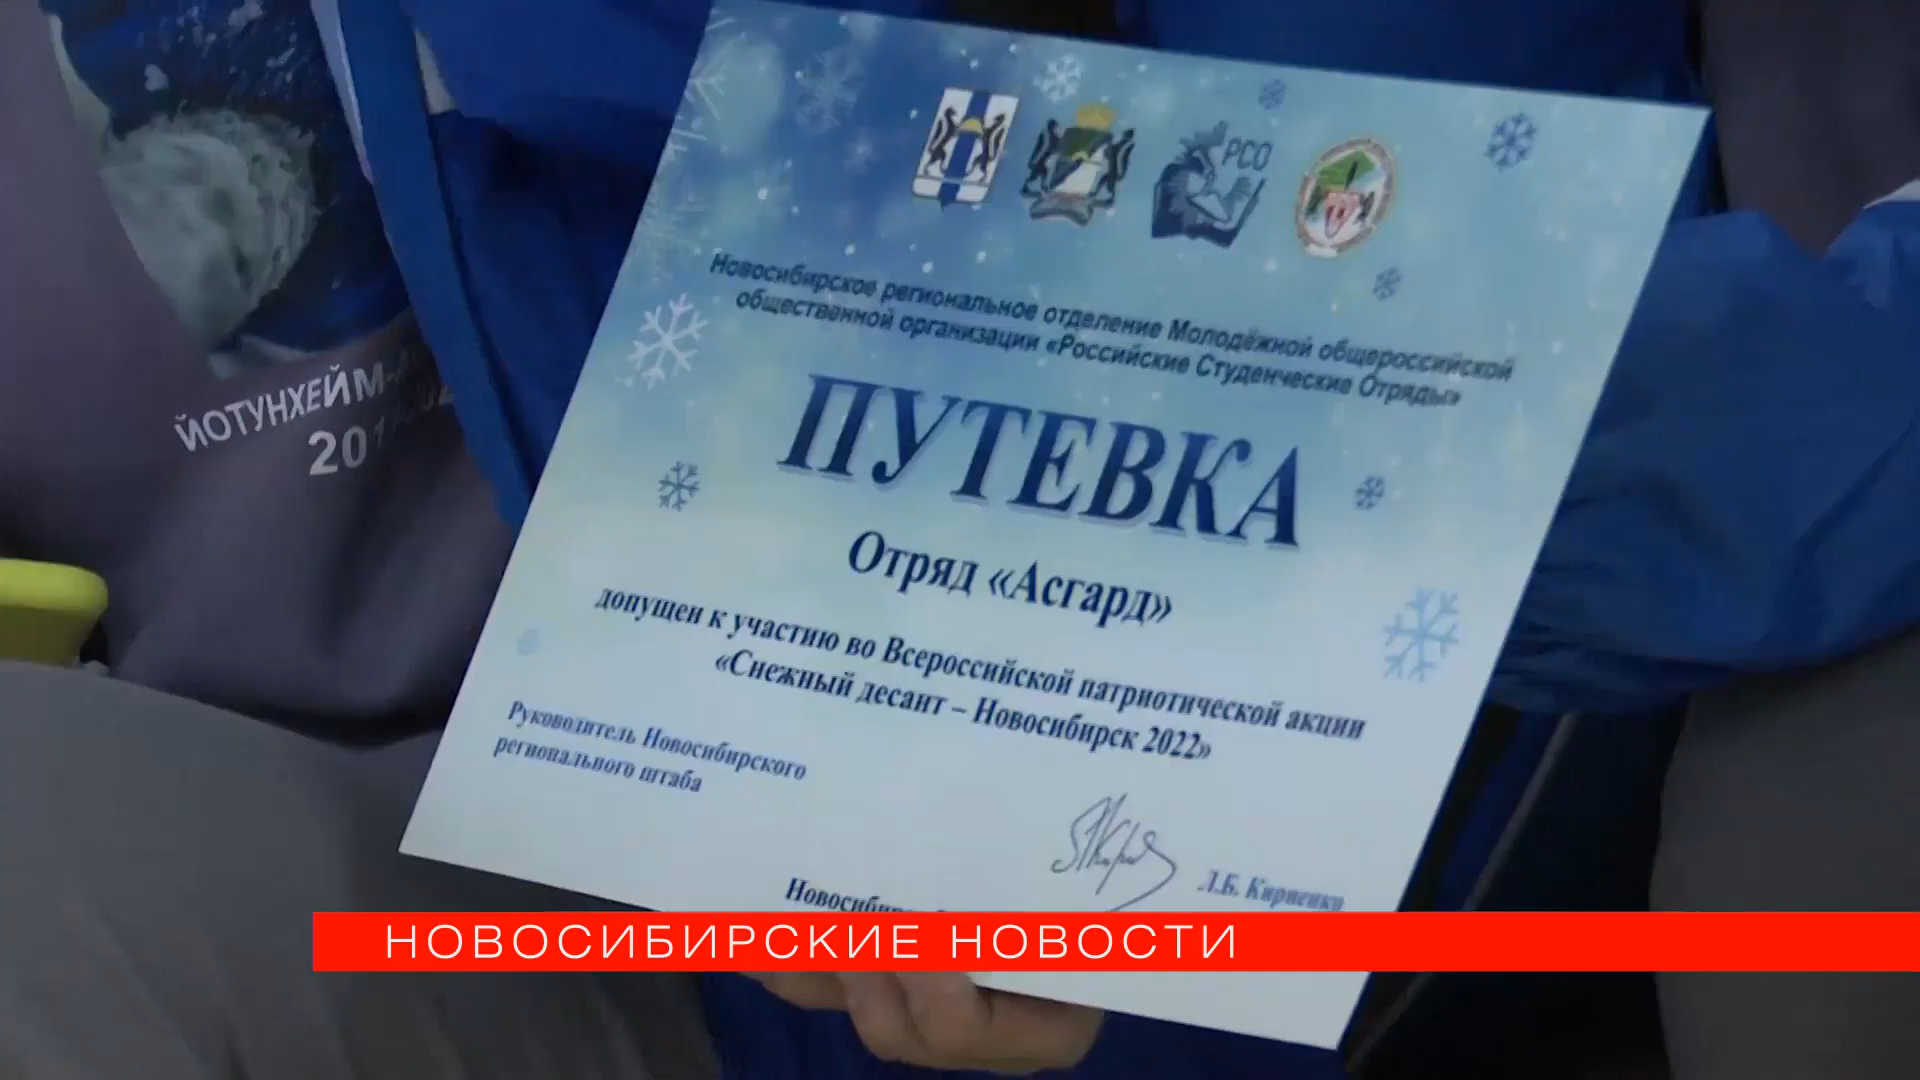 РСО
Новосибирское региональное отделение Молодёжной общероссийской
общественной организации «Российские Студенческие Отряды»
ПУТЕВКА
Отряд «Асгард»
допущен к участию во Всероссийской патриотической акции
«Снежный десант – Новосибирск 2022»
Руководитель Новосибирского
регионального штаба
Л.Б. Кириенко
ЙОТУНХЕЙМ
НОВОСИБИРСКИЕ НОВОСТИ